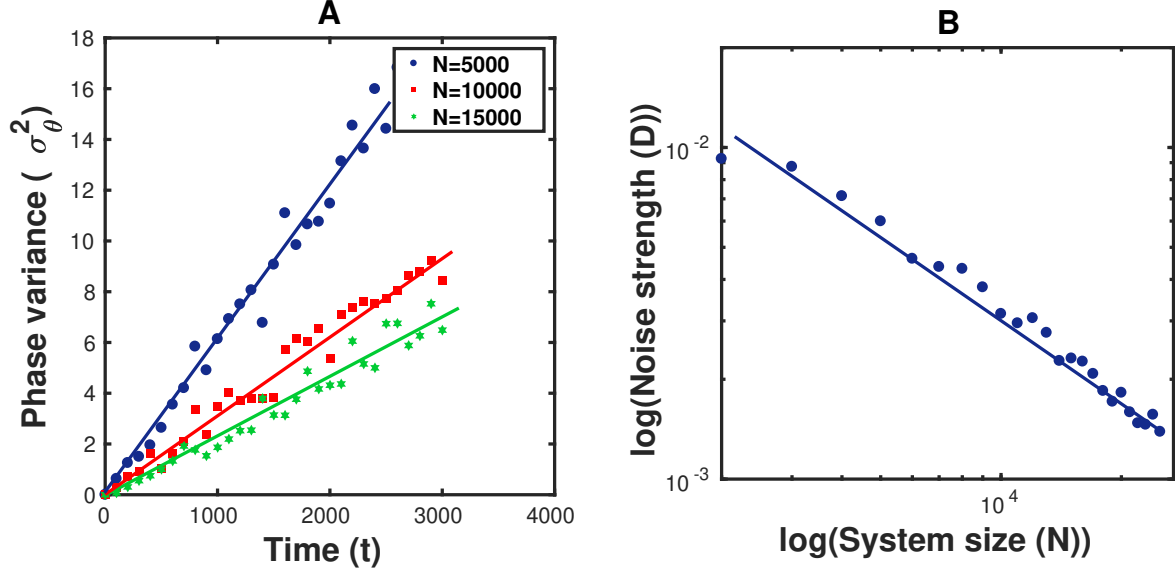 A
Phase variance ( σ²_θ)
18
16
14
12
10
8
6
4
2
0
N=5000
N=10000
N=15000
0
1000
2000
3000
4000
Time (t)
B
log(Noise strength (D))
10⁻²
10⁻³
10⁴
log(System size (N))